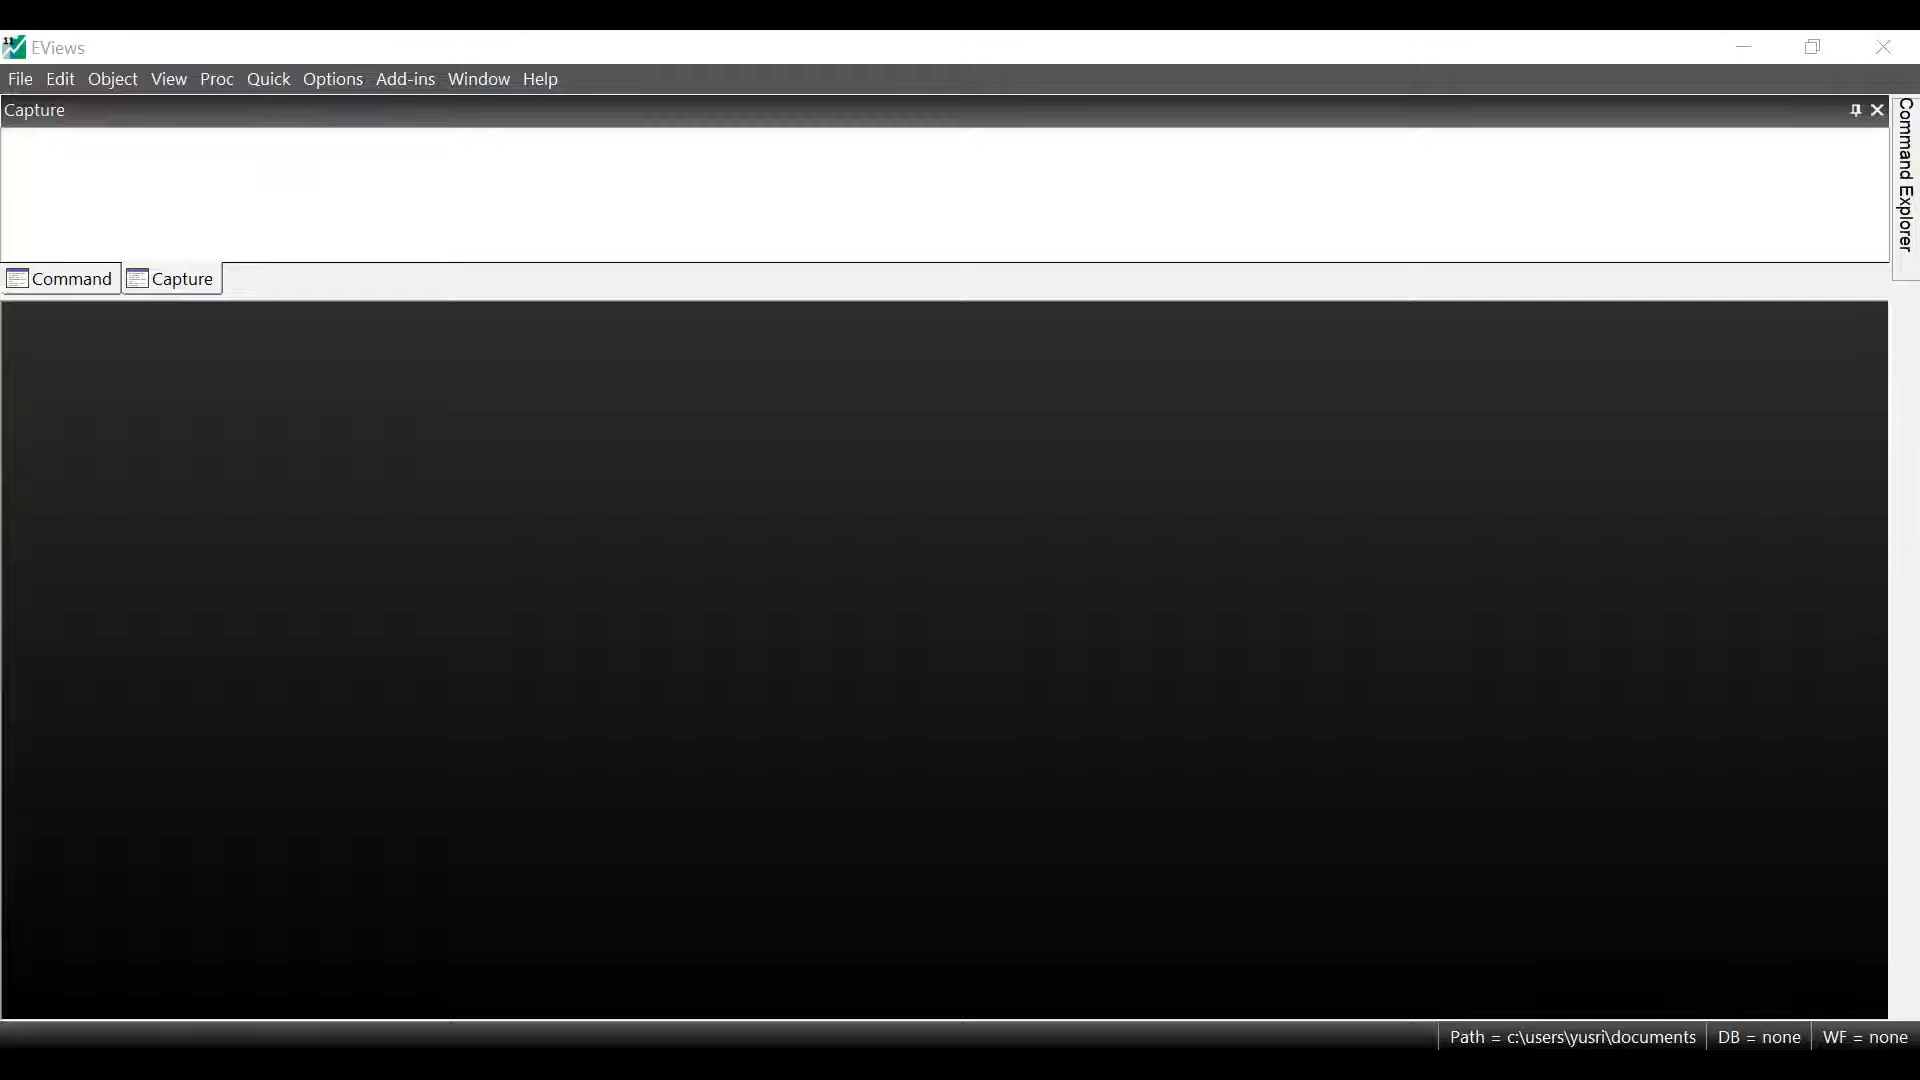 EViews
File Edit Object View Proc Quick Options Add-ins Window Help
Capture
Command Explorer
Command Capture
Path = c:\users\yusri\documents DB = none WF = none